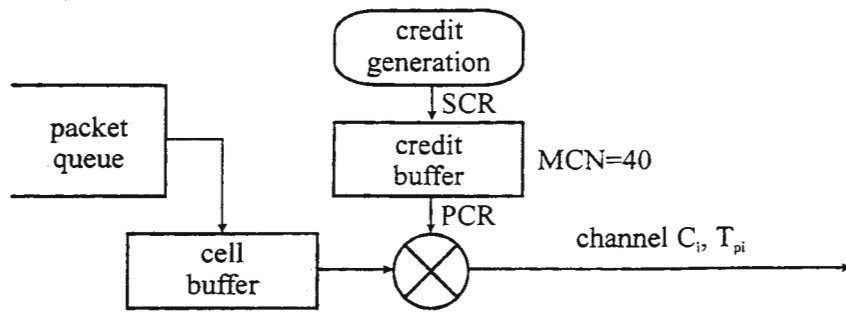 credit
generation
SCR
packet
queue
credit
buffer
MCN=40
PCR
channel Cᵢ, Tₚᵢ
cell
buffer